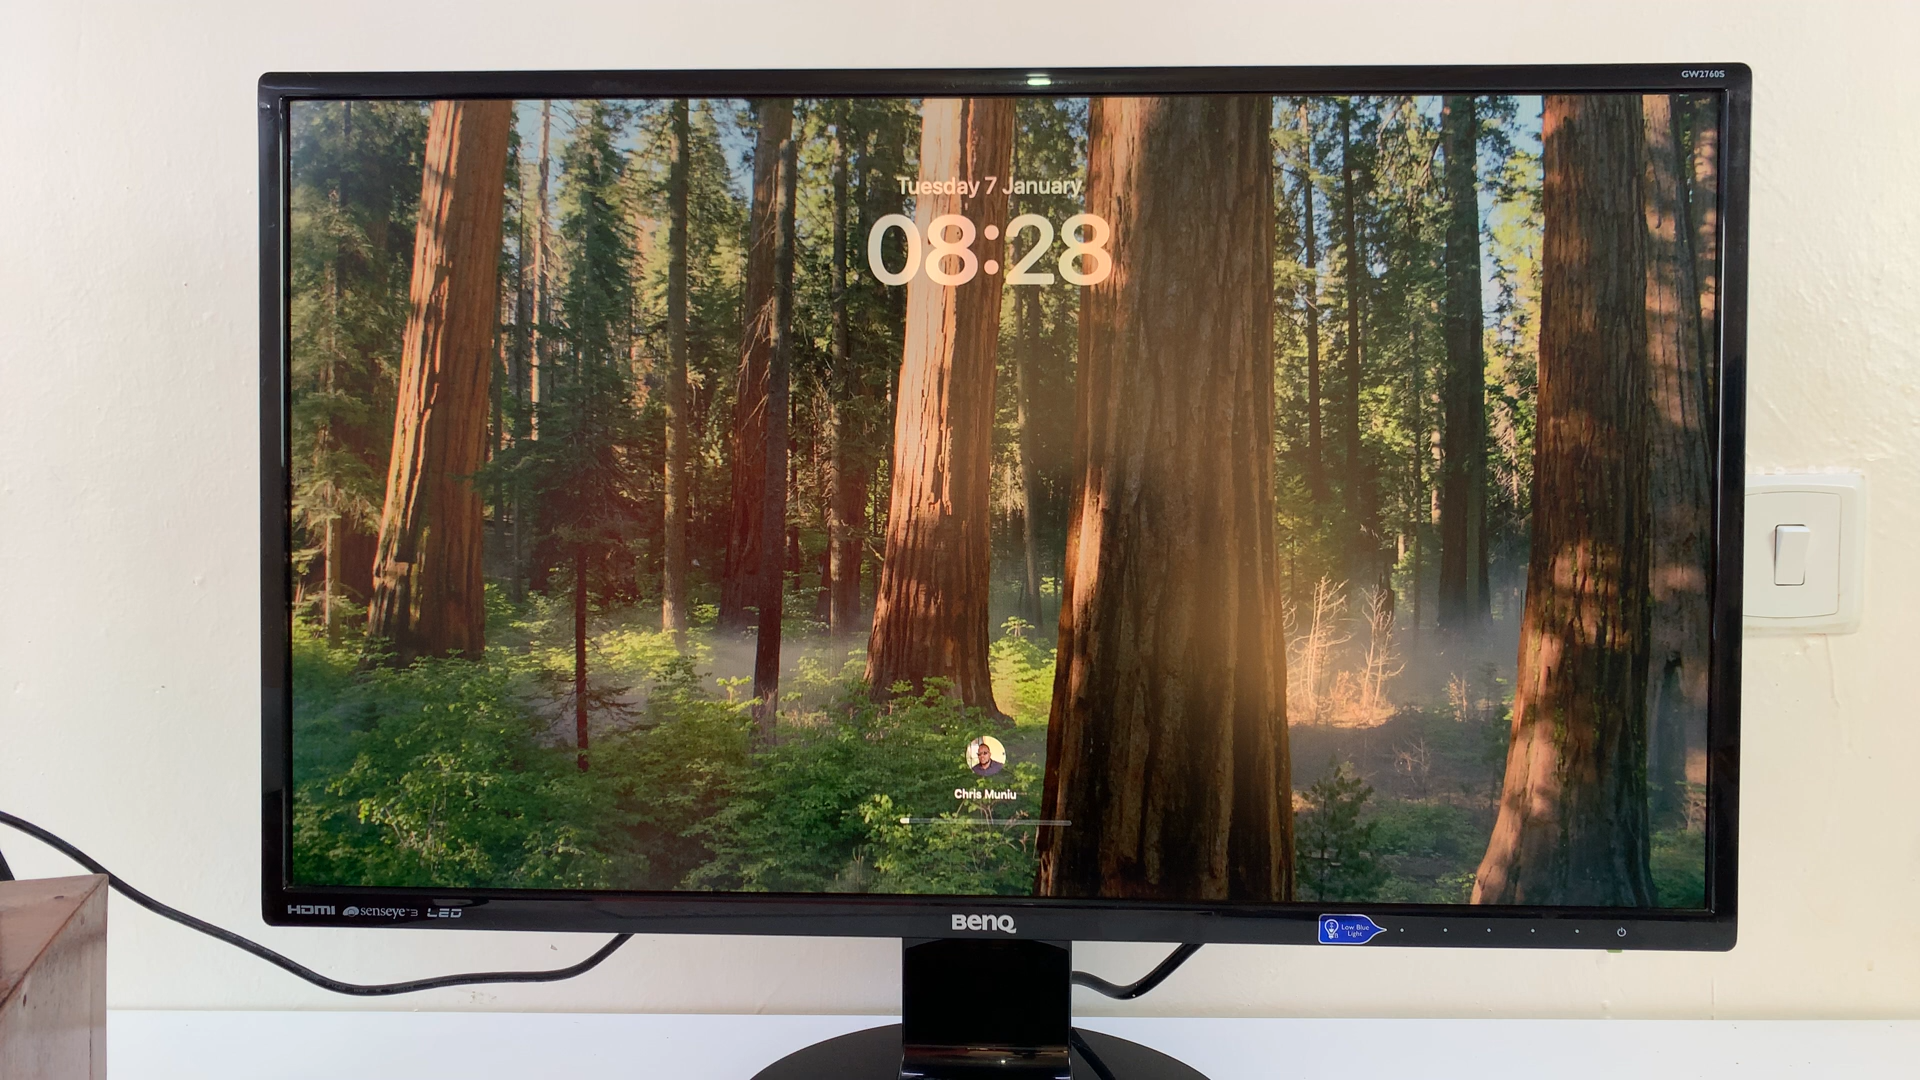 GW2760S
Tuesday 7 January
08:28
Chris Muniu
HDMI senseye 3 LED
BenQ
Low Blue
Light